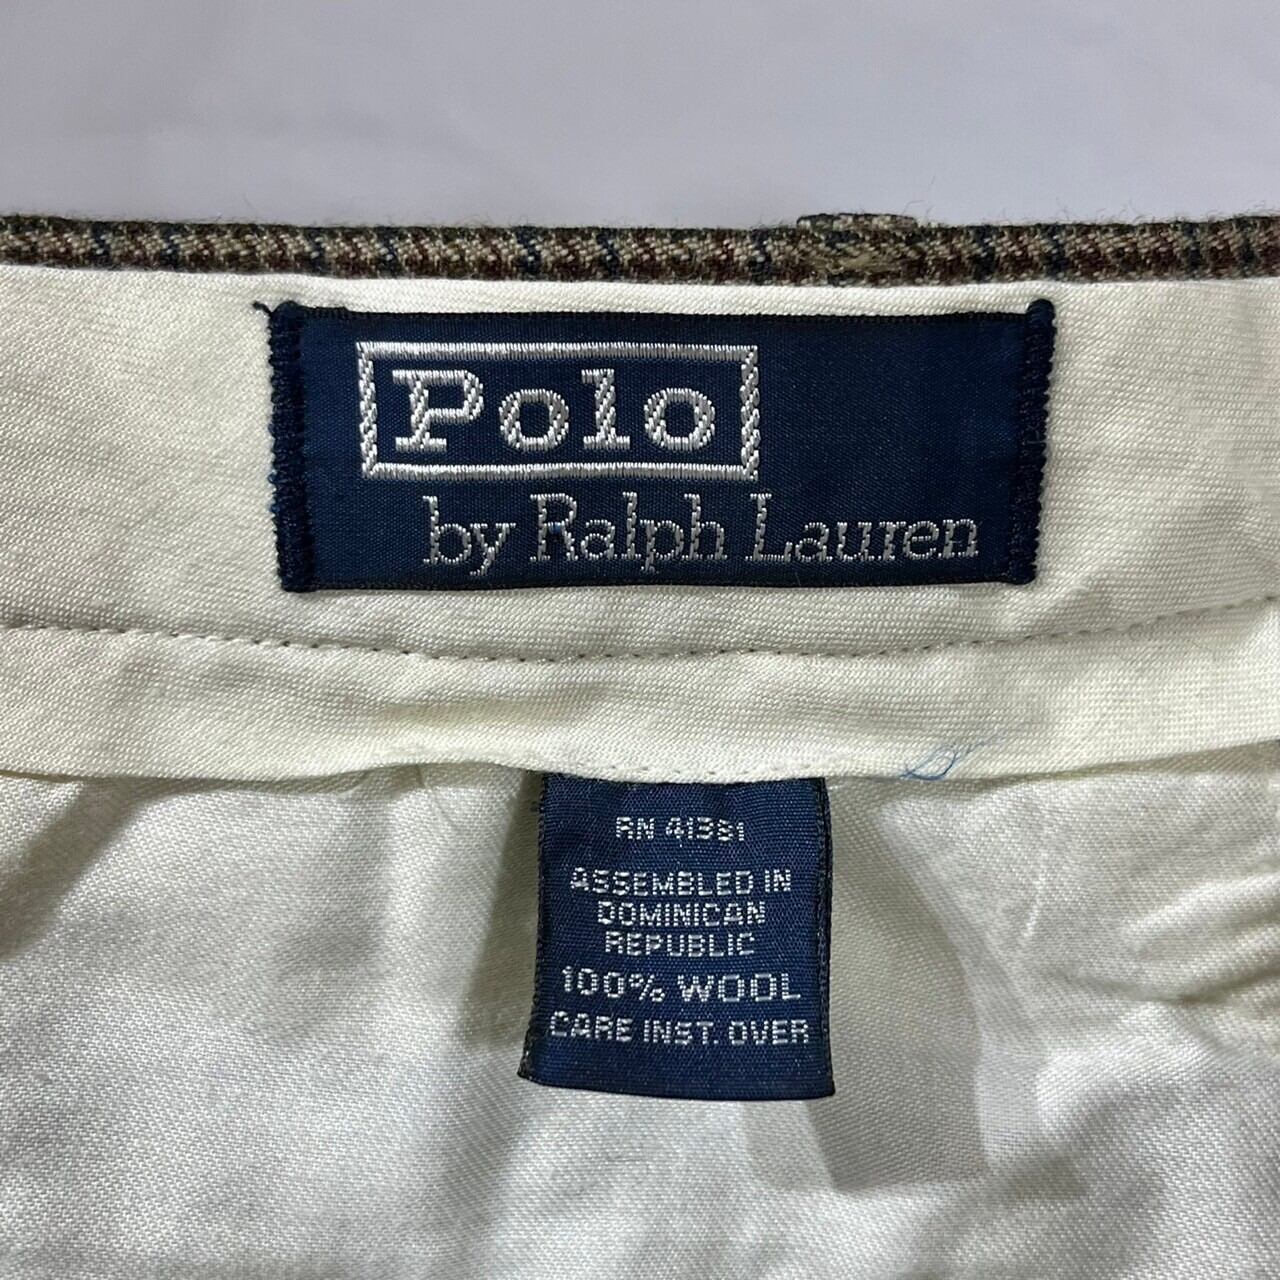 Polo
by Ralph Lauren
RN 41381
ASSEMBLED IN
DOMINICAN
REPUBLIC
100% WOOL
CARE INST. OVER